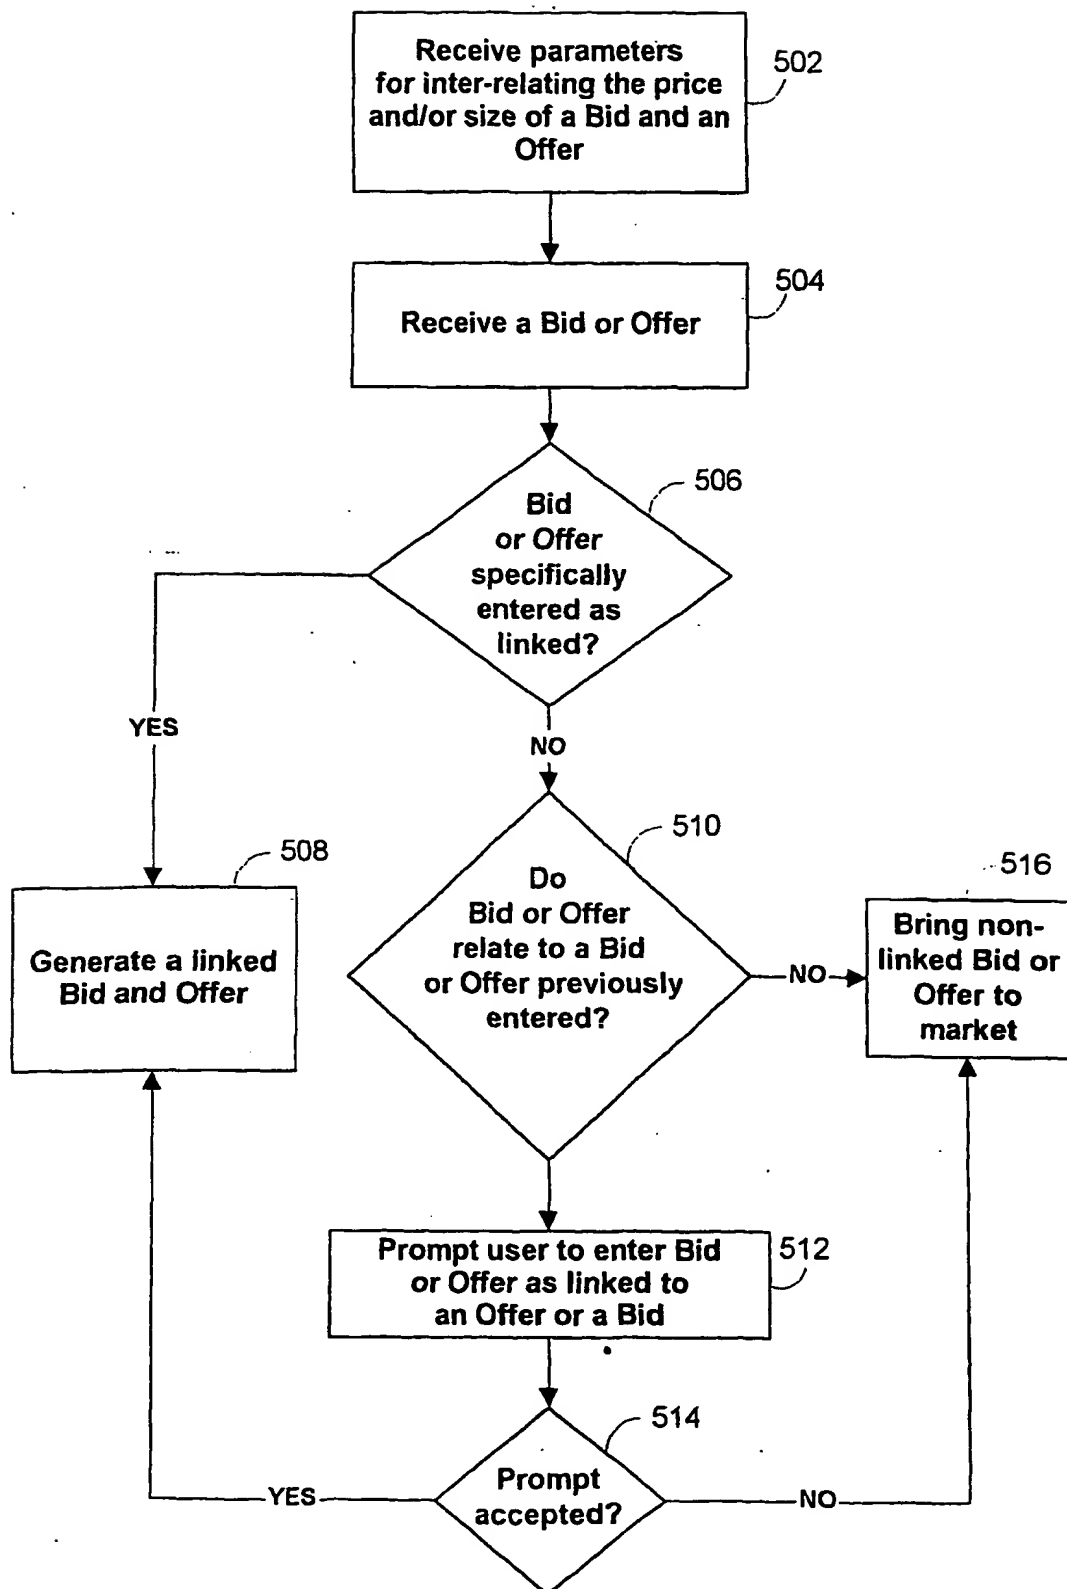 Receive parameters
for inter-relating the price
and/or size of a Bid and an
Offer
502
Receive a Bid or Offer
504
Bid
or Offer
specifically
entered as
linked?
506
YES
NO
Generate a linked
Bid and Offer
508
Do
Bid or Offer
relate to a Bid
or Offer previously
entered?
510
NO
Bring non-
linked Bid or
Offer to
market
516
Prompt user to enter Bid
or Offer as linked to
an Offer or a Bid
512
Prompt
accepted?
514
YES
NO